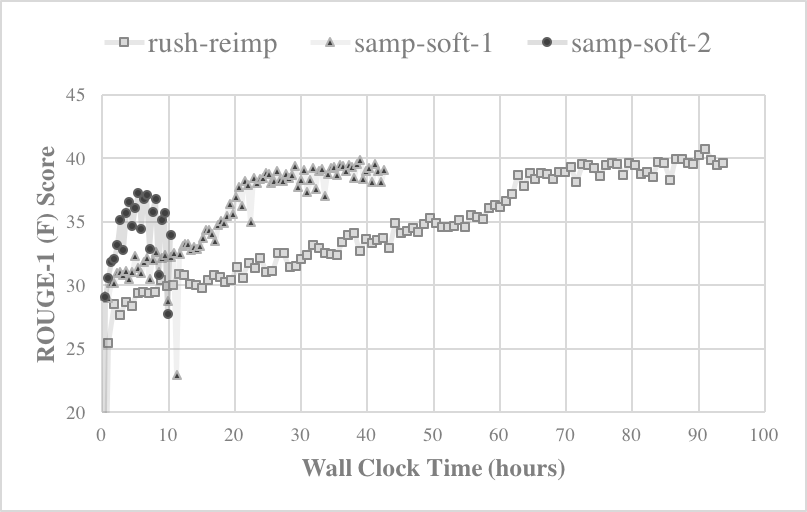 rush-reimp samp-soft-1 samp-soft-2
45
40
35
30
25
20
ROUGE-1 (F) Score
0 10 20 30 40 50 60 70 80 90 100
Wall Clock Time (hours)